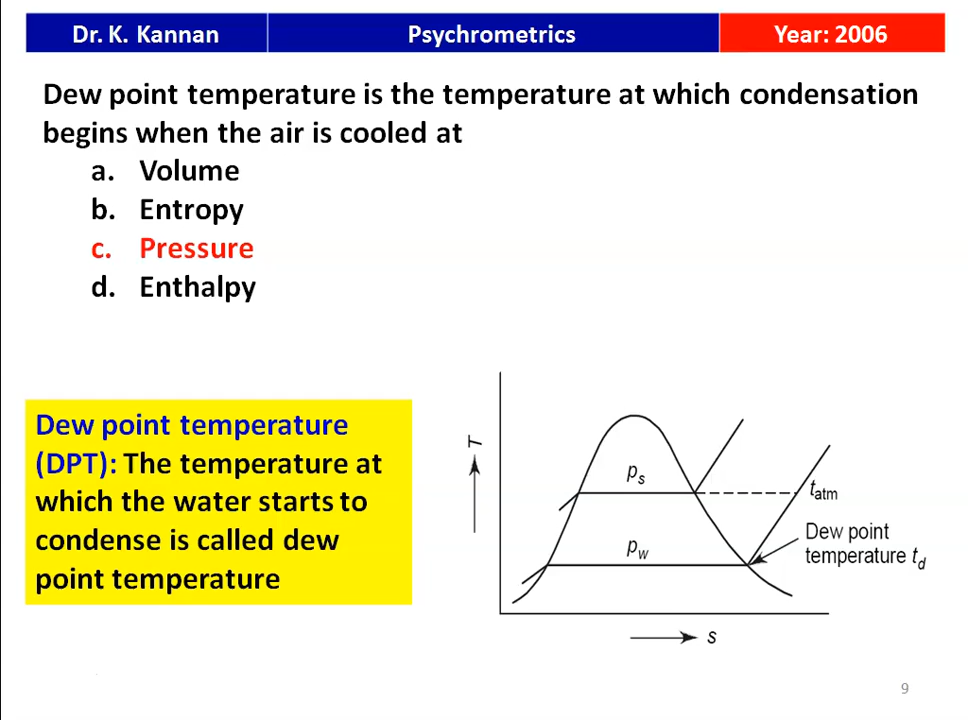 Dr. K. Kannan
Psychrometrics
Year: 2006
Dew point temperature is the temperature at which condensation
begins when the air is cooled at
a. Volume
b. Entropy
c. Pressure
d. Enthalpy
Dew point temperature
(DPT): The temperature at
which the water starts to
condense is called dew
point temperature
T
ps
tatm
pw
Dew point
temperature td
s
9